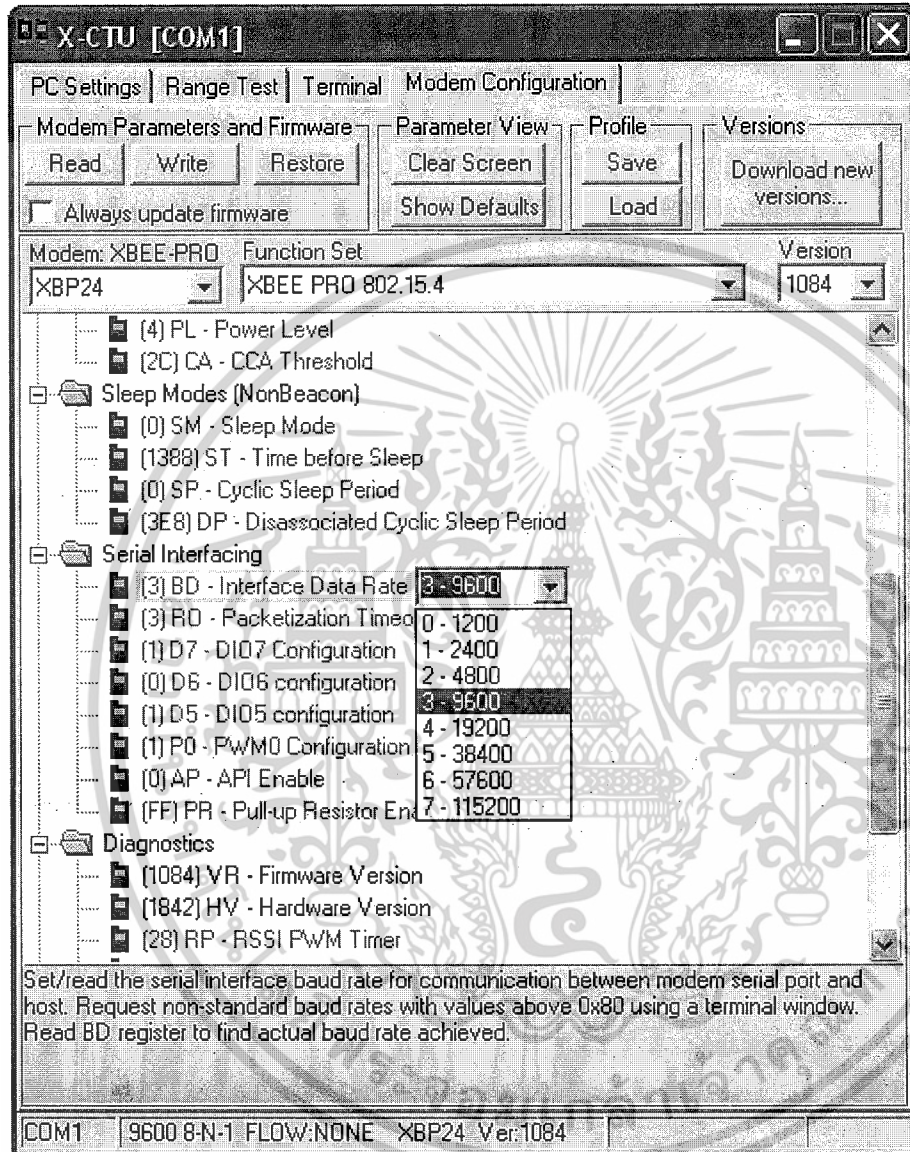 X-CTU [COM1]
PC Settings Range Test Terminal Modem Configuration
Modem Parameters and Firmware Parameter View Profile Versions
Read Write Restore Clear Screen Save Download new versions...
Always update firmware Show Defaults Load
Modem: XBEE-PRO Function Set Version
XBP24 XBEE PRO 802.15.4 1084
(4) PL - Power Level
(2C) CA - CCA Threshold
Sleep Modes (NonBeacon)
(0) SM - Sleep Mode
(1388) ST - Time before Sleep
(0) SP - Cyclic Sleep Period
(3E8) DP - Disassociated Cyclic Sleep Period
Serial Interfacing
(3) BD - Interface Data Rate 3 - 9600
(3) RO - Packetization Timeo 0 - 1200
(1) D7 - DIO7 Configuration 1 - 2400
(0) D6 - DIO6 configuration 2 - 4800
3 - 9600
(1) D5 - DIO5 configuration 4 - 19200
(1) P0 - PWM0 Configuration 5 - 38400
(0) AP - API Enable 6 - 57600
(FF) PR - Pull-up Resistor Ena 7 - 115200
Diagnostics
(1084) VR - Firmware Version
(1842) HV - Hardware Version
(28) RP - RSSI PWM Timer
Set/read the serial interface baud rate for communication between modem serial port and
host. Request non-standard baud rates with values above 0x80 using a terminal window.
Read BD register to find actual baud rate achieved.
COM1 9600 8-N-1 FLOW:NONE XBP24 Ver:1084